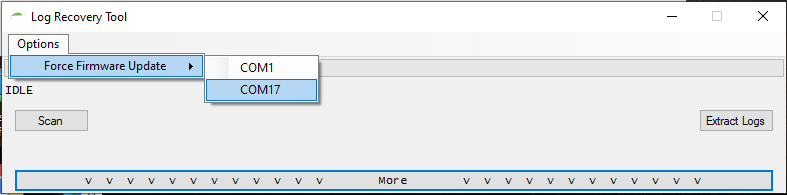 Log Recovery Tool
Options
Force Firmware Update
COM1
COM17
IDLE
Scan
Extract Logs
v v v v v v v v v v v v More v v v v v v v v v v v v